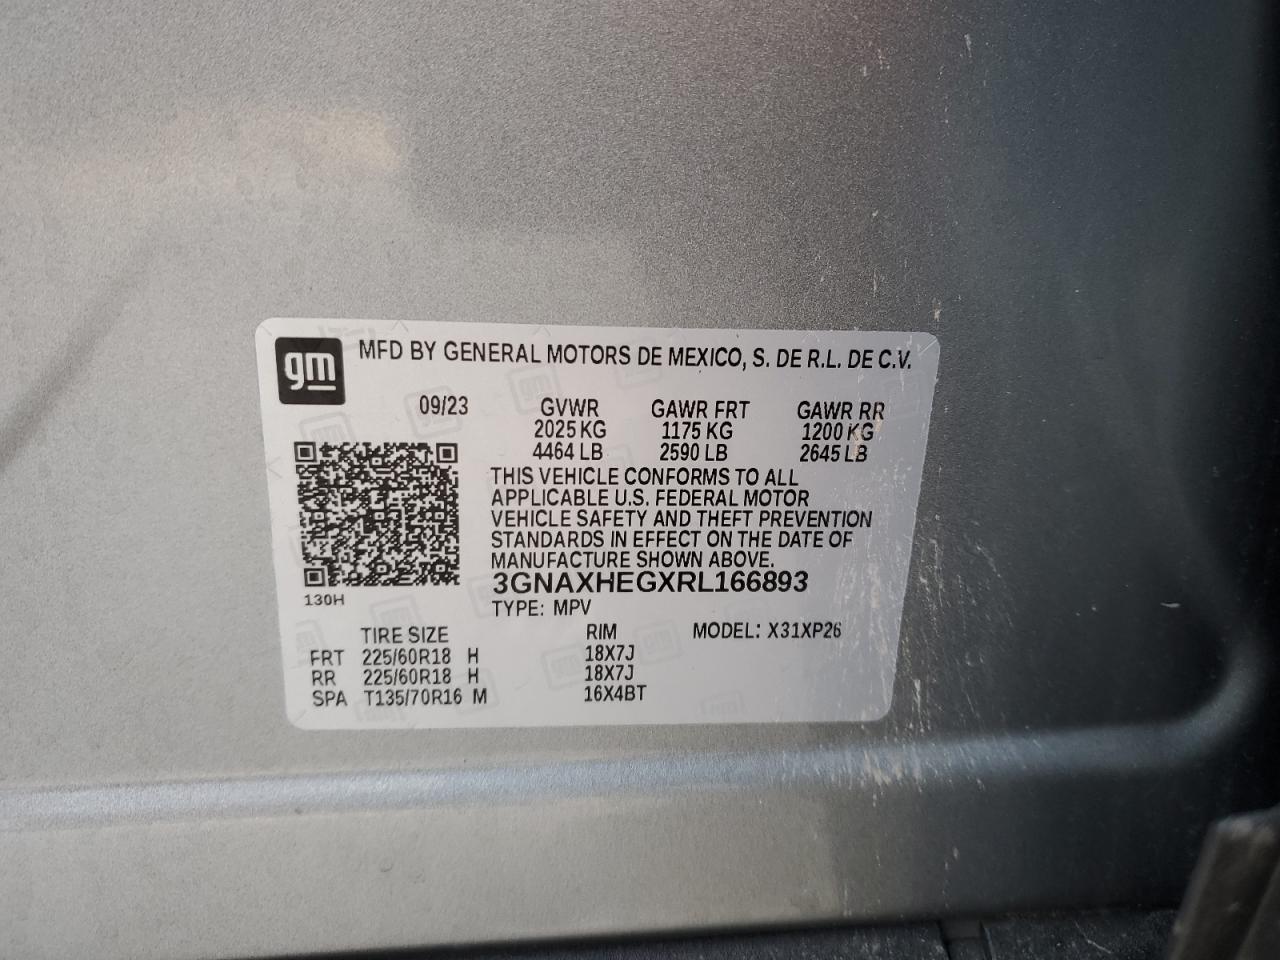 gm
MFD BY GENERAL MOTORS DE MEXICO, S. DE R.L. DE C.V.
09/23 GVWR GAWR FRT GAWR RR
2025 KG 1175 KG 1200 KG
4464 LB 2590 LB 2645 LB
THIS VEHICLE CONFORMS TO ALL
APPLICABLE U.S. FEDERAL MOTOR
VEHICLE SAFETY AND THEFT PREVENTION
STANDARDS IN EFFECT ON THE DATE OF
MANUFACTURE SHOWN ABOVE.
3GNAXHEGXRL166893
130H
TYPE: MPV
TIRE SIZE RIM MODEL: X31XP26
FRT 225/60R18 H 18X7J
RR 225/60R18 H 18X7J
SPA T135/70R16 M 16X4BT